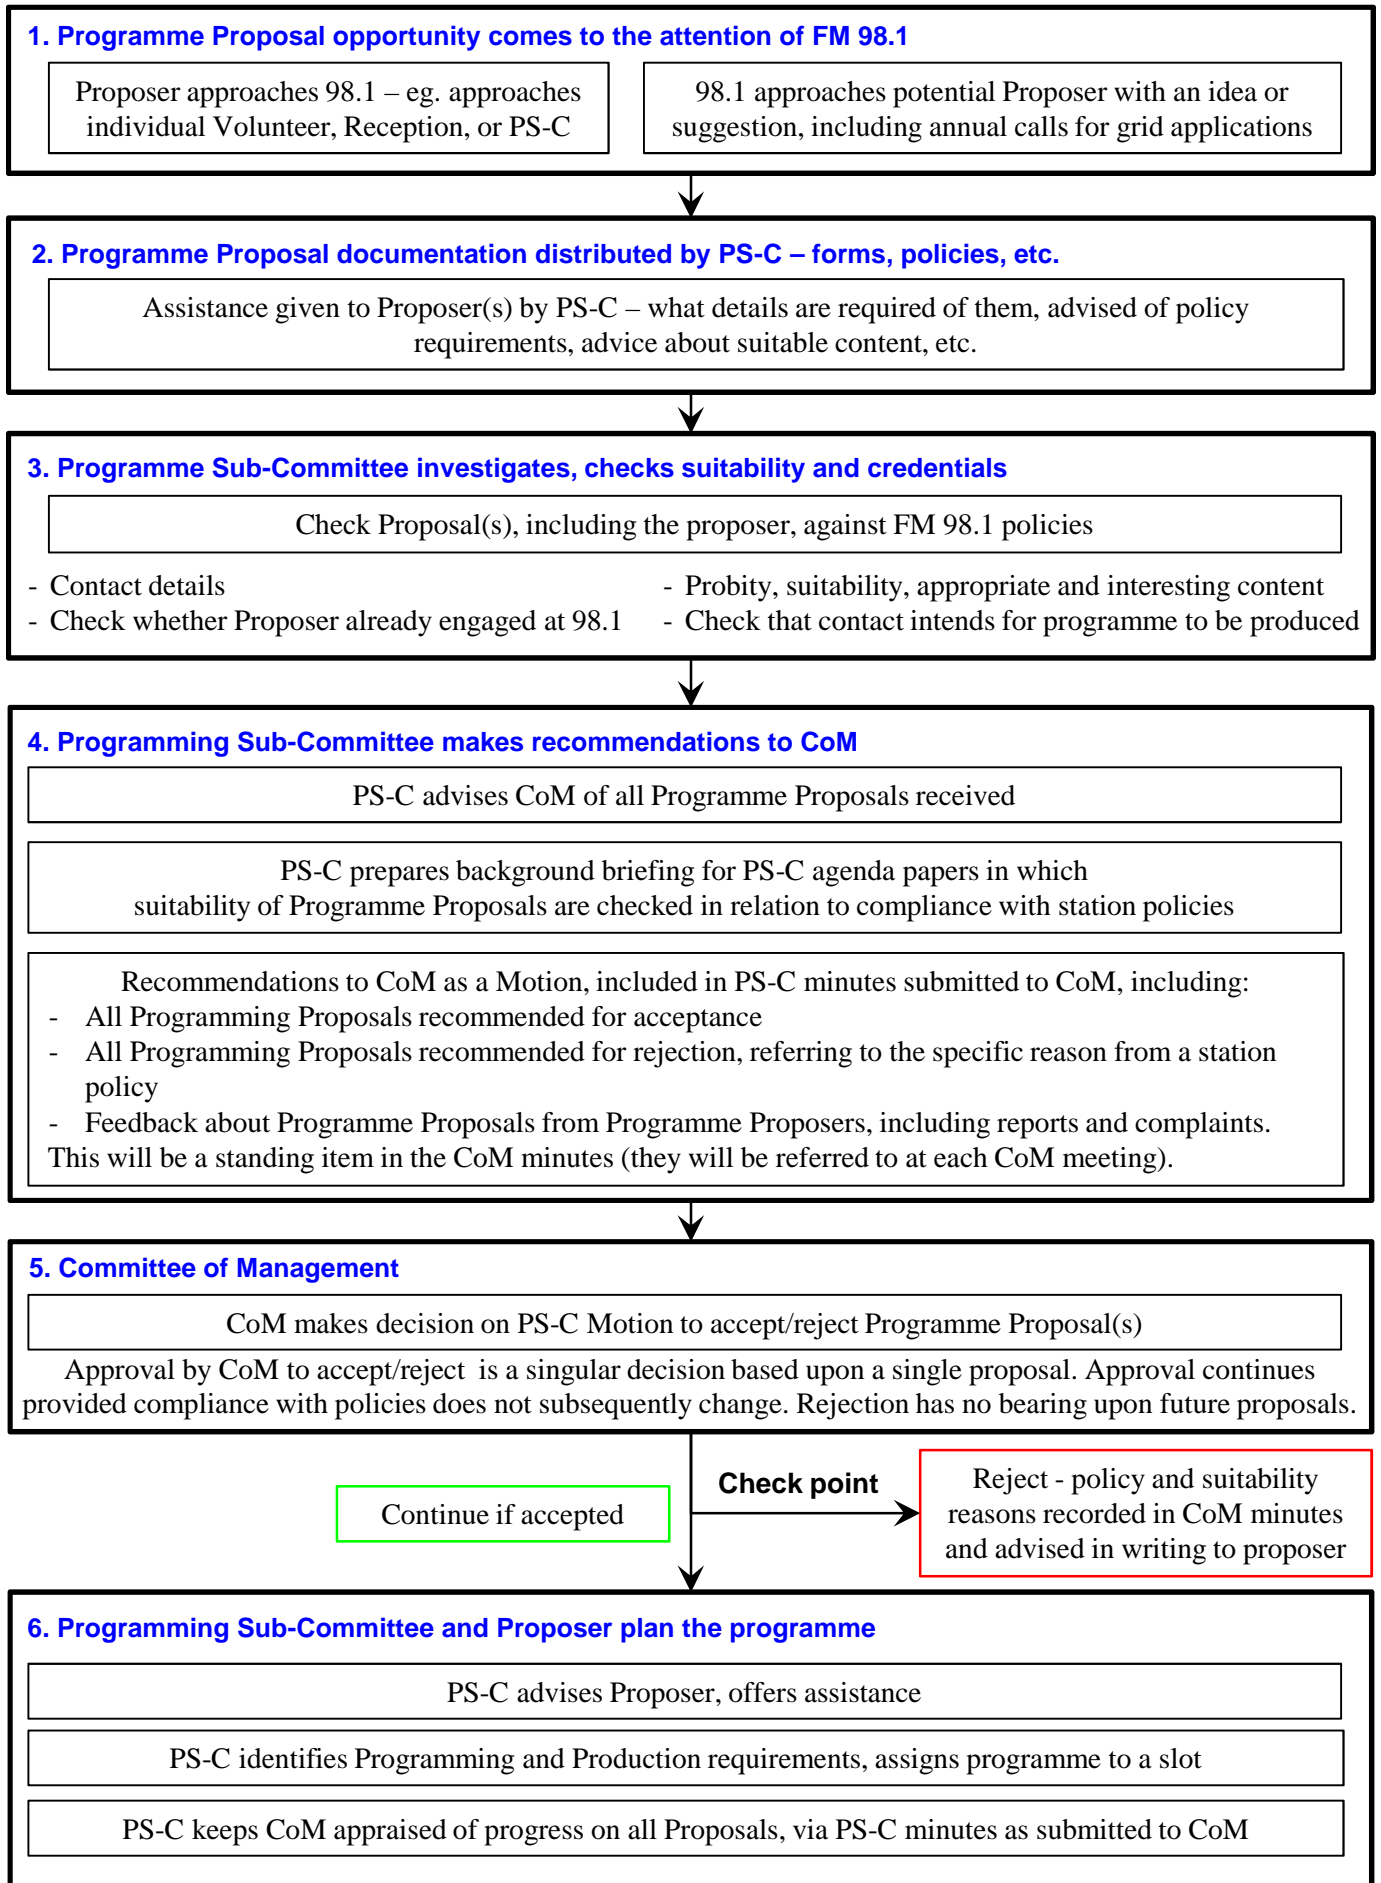 1. Programme Proposal opportunity comes to the attention of FM 98.1
Proposer approaches 98.1 – eg. approaches
individual Volunteer, Reception, or PS-C
98.1 approaches potential Proposer with an idea or
suggestion, including annual calls for grid applications
2. Programme Proposal documentation distributed by PS-C – forms, policies, etc.
Assistance given to Proposer(s) by PS-C – what details are required of them, advised of policy
requirements, advice about suitable content, etc.
3. Programme Sub-Committee investigates, checks suitability and credentials
Check Proposal(s), including the proposer, against FM 98.1 policies
- Contact details
- Check whether Proposer already engaged at 98.1
- Probity, suitability, appropriate and interesting content
- Check that contact intends for programme to be produced
4. Programming Sub-Committee makes recommendations to CoM
PS-C advises CoM of all Programme Proposals received
PS-C prepares background briefing for PS-C agenda papers in which
suitability of Programme Proposals are checked in relation to compliance with station policies
Recommendations to CoM as a Motion, included in PS-C minutes submitted to CoM, including:
- All Programming Proposals recommended for acceptance
- All Programming Proposals recommended for rejection, referring to the specific reason from a station
policy
- Feedback about Programme Proposals from Programme Proposers, including reports and complaints.
This will be a standing item in the CoM minutes (they will be referred to at each CoM meeting).
5. Committee of Management
CoM makes decision on PS-C Motion to accept/reject Programme Proposal(s)
Approval by CoM to accept/reject is a singular decision based upon a single proposal. Approval continues
provided compliance with policies does not subsequently change. Rejection has no bearing upon future proposals.
Continue if accepted
Check point
Reject - policy and suitability
reasons recorded in CoM minutes
and advised in writing to proposer
6. Programming Sub-Committee and Proposer plan the programme
PS-C advises Proposer, offers assistance
PS-C identifies Programming and Production requirements, assigns programme to a slot
PS-C keeps CoM appraised of progress on all Proposals, via PS-C minutes as submitted to CoM